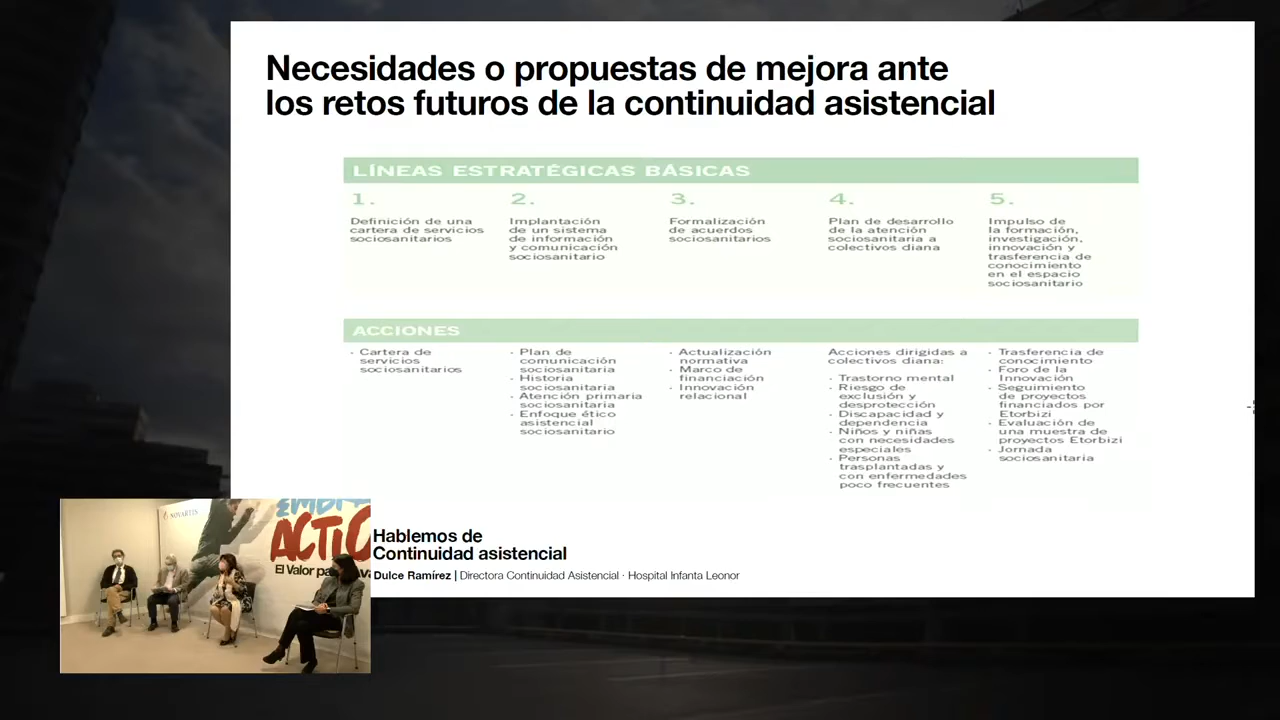 Necesidades o propuestas de mejora ante
los retos futuros de la continuidad asistencial
LÍNEAS ESTRATÉGICAS BÁSICAS
1.
Definición de una
cartera de servicios
sociosanitarios
2.
Implantación
de un sistema
de información
y comunicación
sociosanitario
3.
Formalización
de acuerdos
sociosanitarios
4.
Plan de desarrollo
de la atención
sociosanitaria a
colectivos diana
5.
Impulso de
la formación,
investigación,
innovación y
trasferencia de
conocimiento
en el espacio
sociosanitario
ACCIONES
- Cartera de
servicios
sociosanitarios
- Plan de
comunicación
sociosanitaria
- Historia
sociosanitaria
- Atención primaria
sociosanitaria
- Enfoque ético
asistencial
sociosanitario
- Actualización
normativa
- Marco de
financiación
- Innovación
relacional
Acciones dirigidas a
colectivos diana:
- Trastorno mental
- Riesgo de
exclusión y
desprotección
- Discapacidad y
dependencia
- Niños y niñas
con necesidades
especiales
- Personas
trasplantadas y
con enfermedades
poco frecuentes
- Trasferencia de
conocimiento
- Foro de la
Innovación
- Seguimiento
de proyectos
financiados por
Etorbizi
- Evaluación de
una muestra de
proyectos Etorbizi
- Jornada
sociosanitaria
NOVARTIS
ACTIO
El Valor
Hablemos de
Continuidad asistencial
Dulce Ramírez | Directora Continuidad Asistencial · Hospital Infanta Leonor